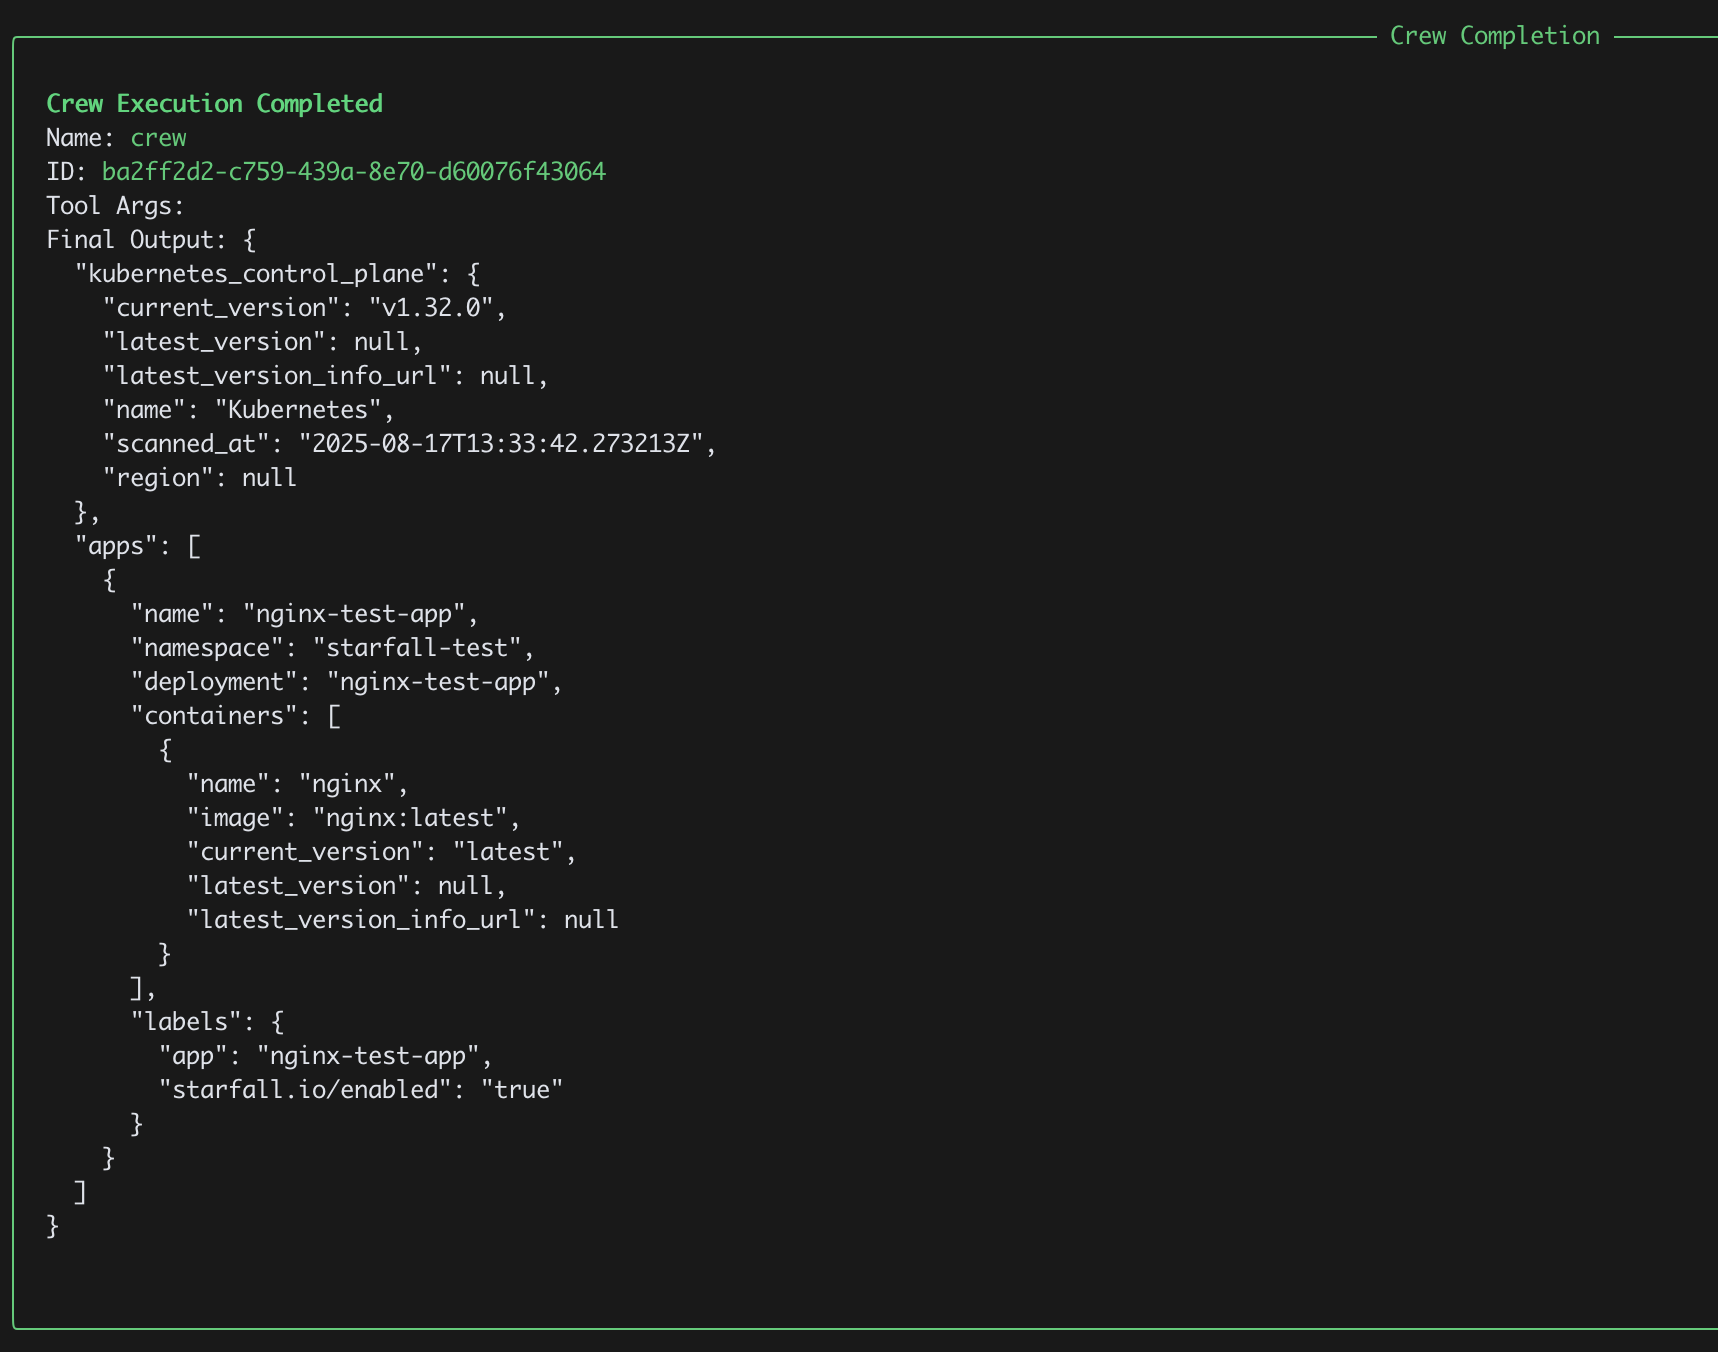 Crew Completion
Crew Execution Completed
Name: crew
ID: ba2ff2d2-c759-439a-8e70-d60076f43064
Tool Args:
Final Output: {
  "kubernetes_control_plane": {
    "current_version": "v1.32.0",
    "latest_version": null,
    "latest_version_info_url": null,
    "name": "Kubernetes",
    "scanned_at": "2025-08-17T13:33:42.273213Z",
    "region": null
  },
  "apps": [
    {
      "name": "nginx-test-app",
      "namespace": "starfall-test",
      "deployment": "nginx-test-app",
      "containers": [
        {
          "name": "nginx",
          "image": "nginx:latest",
          "current_version": "latest",
          "latest_version": null,
          "latest_version_info_url": null
        }
      ],
      "labels": {
        "app": "nginx-test-app",
        "starfall.io/enabled": "true"
      }
    }
  ]
}